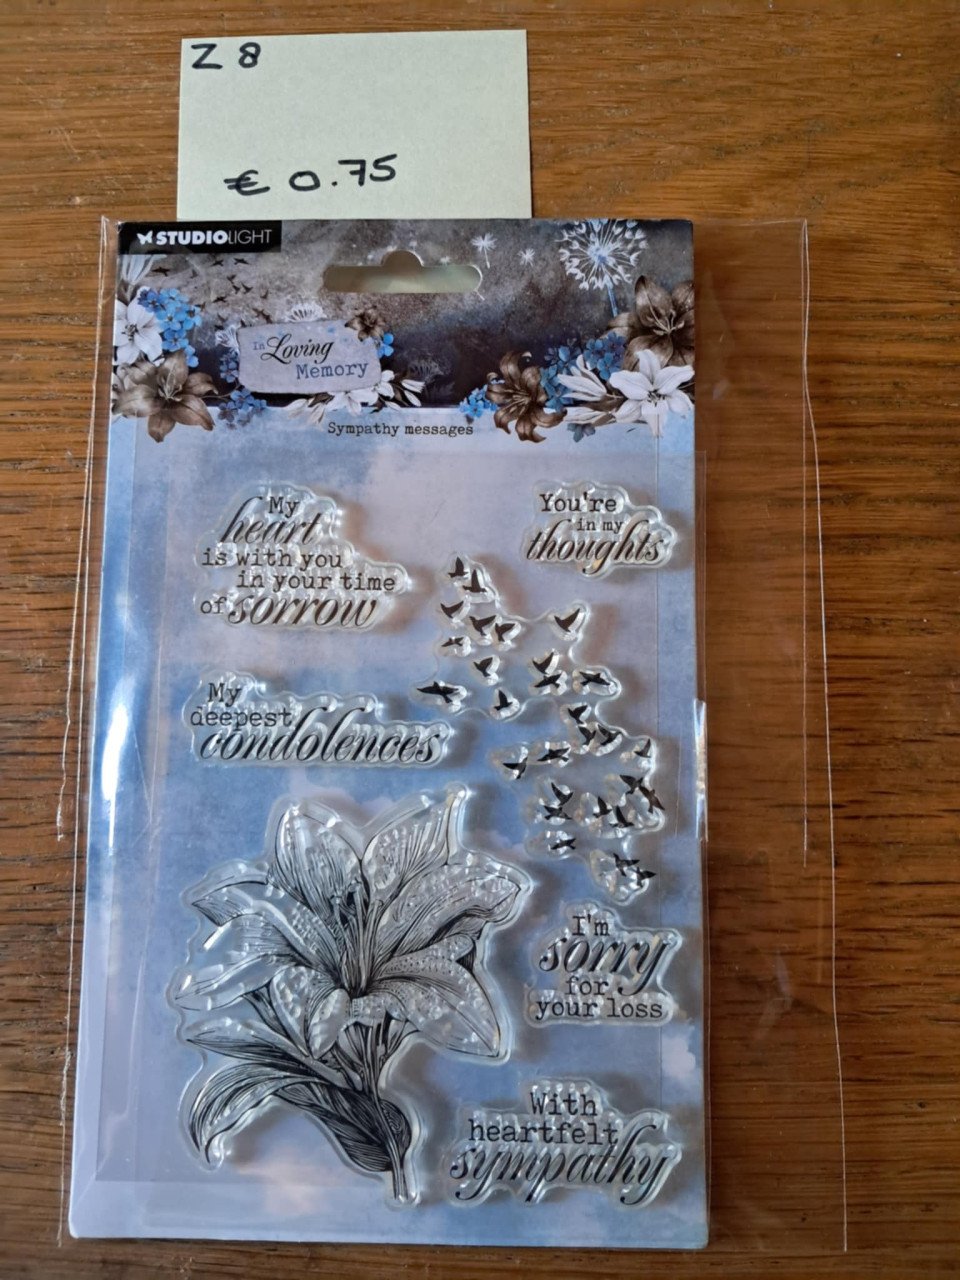 Z 8
€ 0.75
STUDIOLIGHT
In Loving
Memory
Sympathy messages
My
heart
is with you
in your time
of sorrow
You're
in my
thoughts
My
deepest
condolences
I'm
sorry
for
your loss
With
heartfelt
sympathy